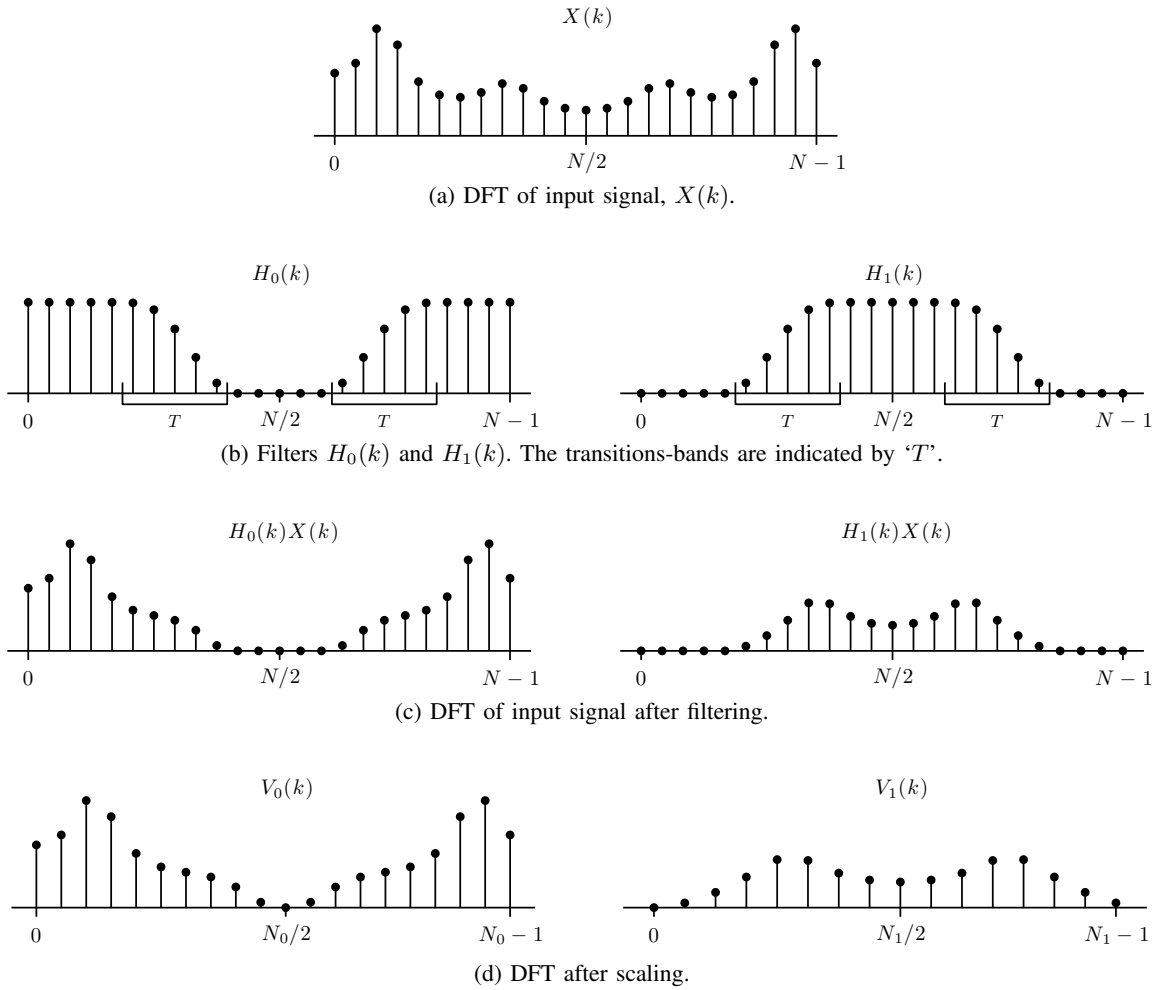 X(k)
0 N/2 N − 1
(a) DFT of input signal, X(k).
H₀(k) H₁(k)
0 T N/2 T N − 1 0 T N/2 T N − 1
(b) Filters H₀(k) and H₁(k). The transitions-bands are indicated by ‘T’.
H₀(k)X(k) H₁(k)X(k)
0 N/2 N − 1 0 N/2 N − 1
(c) DFT of input signal after filtering.
V₀(k) V₁(k)
0 N₀/2 N₀ − 1 0 N₁/2 N₁ − 1
(d) DFT after scaling.